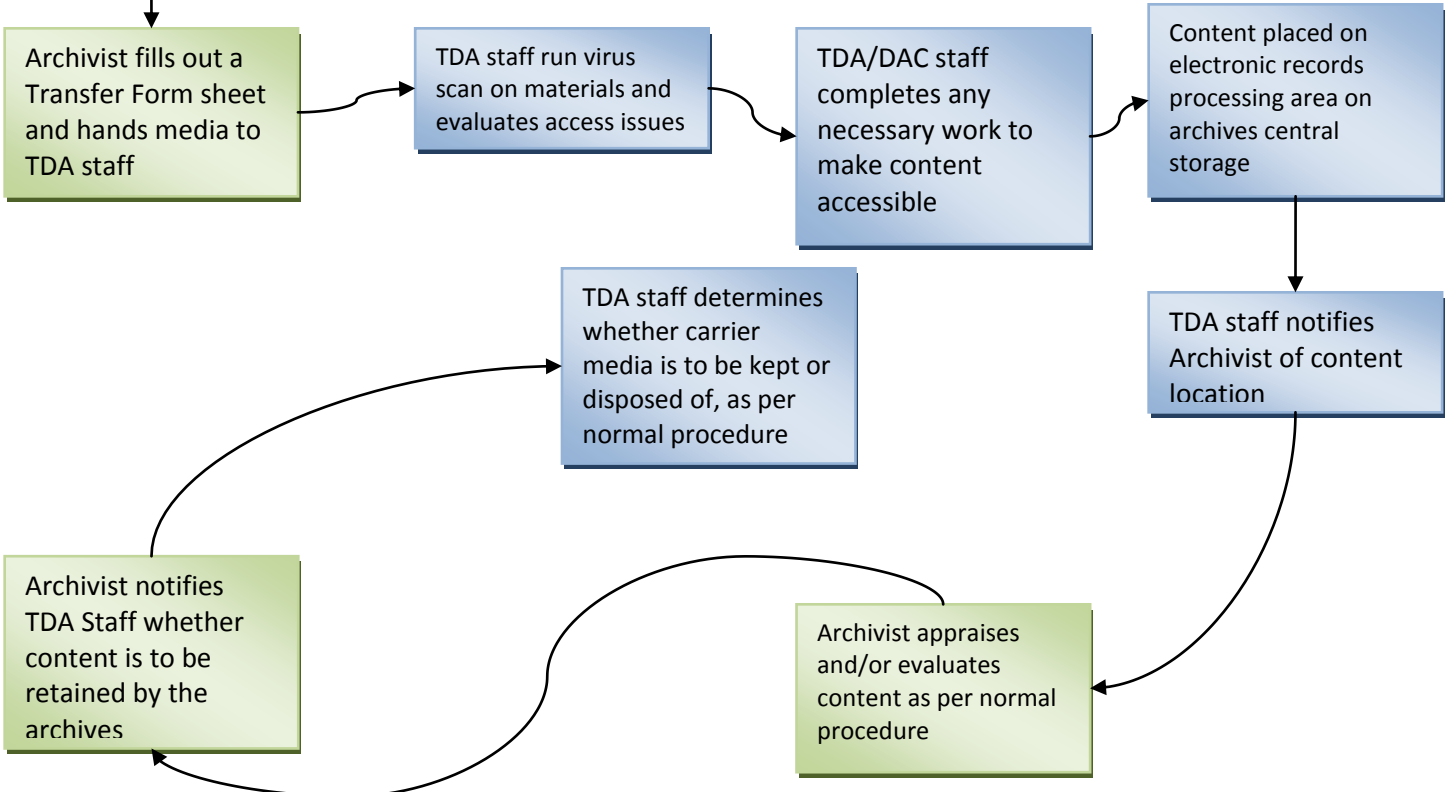 Archivist fills out a
Transfer Form sheet
and hands media to
TDA staff
TDA staff run virus
scan on materials and
evaluates access issues
TDA/DAC staff
completes any
necessary work to
make content
accessible
Content placed on
electronic records
processing area on
archives central
storage
TDA staff notifies
Archivist of content
location
Archivist appraises
and/or evaluates
content as per normal
procedure
Archivist notifies
TDA Staff whether
content is to be
retained by the
archives
TDA staff determines
whether carrier
media is to be kept or
disposed of, as per
normal procedure